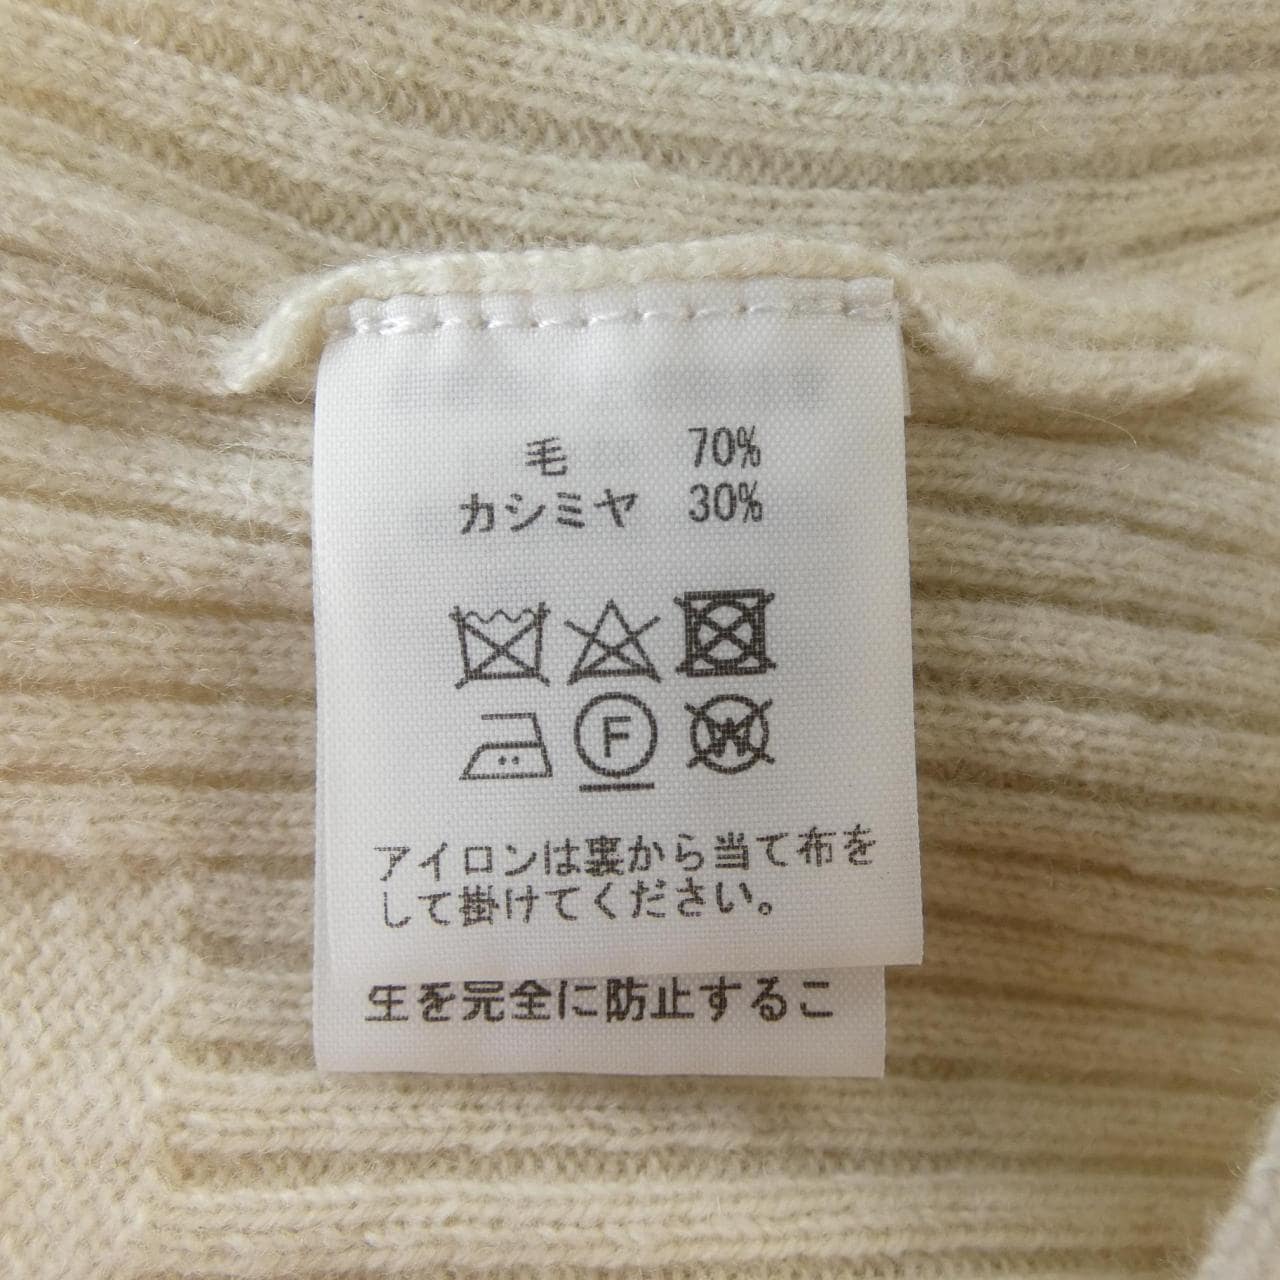 毛 70%
カシミヤ 30%
F
W
アイロンは裏から当て布を
して掛けてください。
生を完全に防止するこ